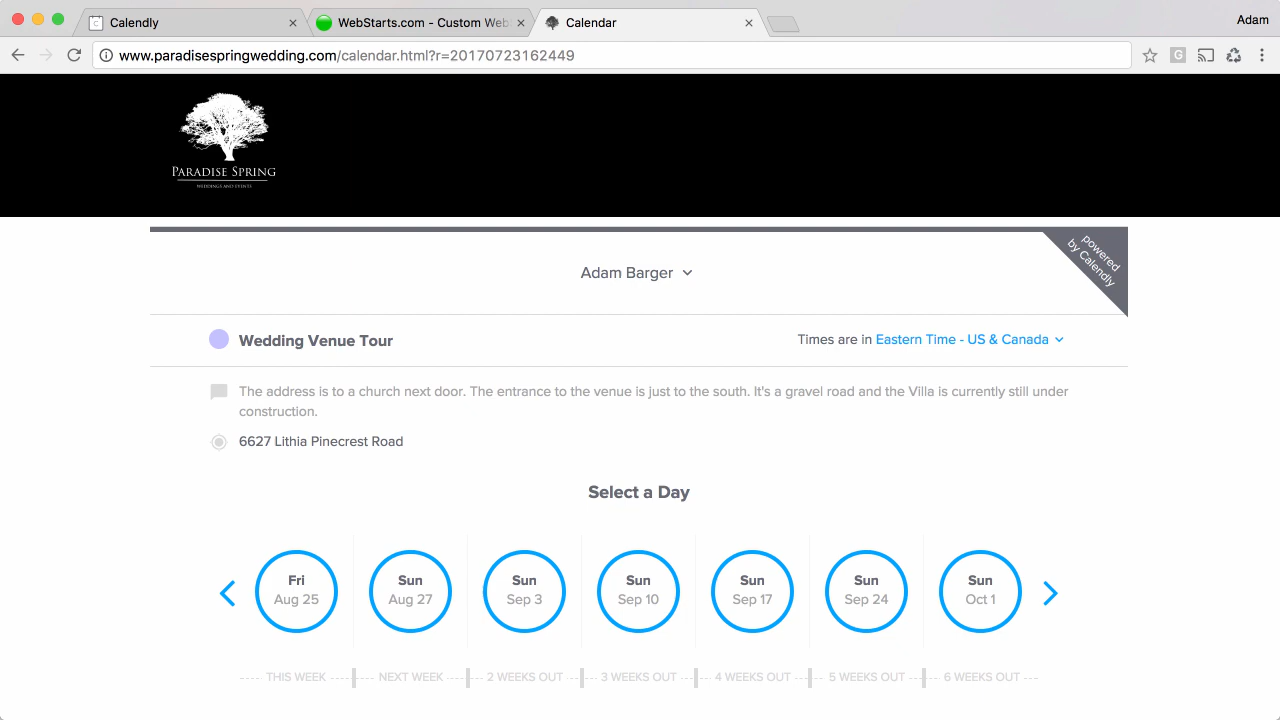 Calendly
WebStarts.com - Custom Web
Calendar
Adam
www.paradisespringwedding.com/calendar.html?r=20170723162449
G
PARADISE SPRING
WEDDINGS AND EVENTS
powered
by Calendly
Adam Barger
Wedding Venue Tour
Times are in Eastern Time - US & Canada
The address is to a church next door. The entrance to the venue is just to the south. It's a gravel road and the Villa is currently still under
construction.
6627 Lithia Pinecrest Road
Select a Day
Fri Sun Sun Sun Sun Sun Sun
Aug 25 Aug 27 Sep 3 Sep 10 Sep 17 Sep 24 Oct 1
THIS WEEK NEXT WEEK 2 WEEKS OUT 3 WEEKS OUT 4 WEEKS OUT 5 WEEKS OUT 6 WEEKS OUT